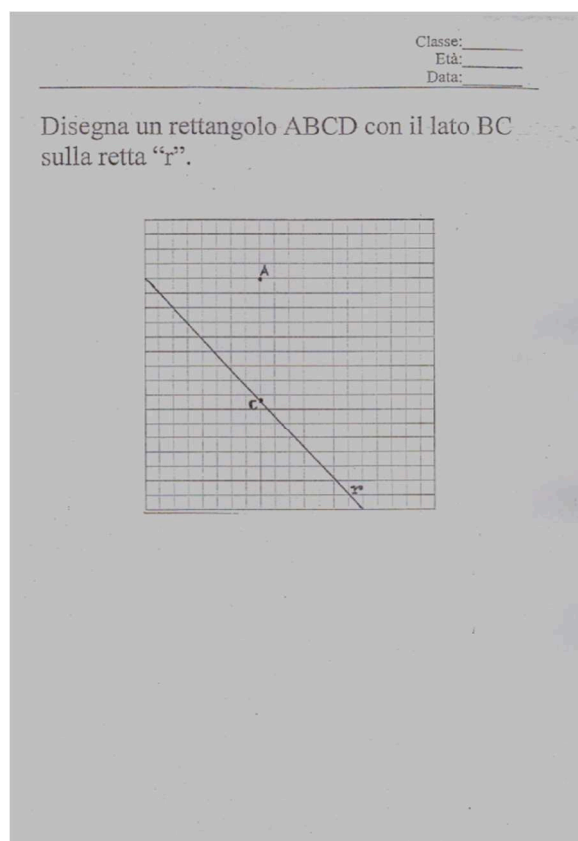 Classe:
Età:
Data:
Disegna un rettangolo ABCD con il lato BC
sulla retta “r”.
A
C
r